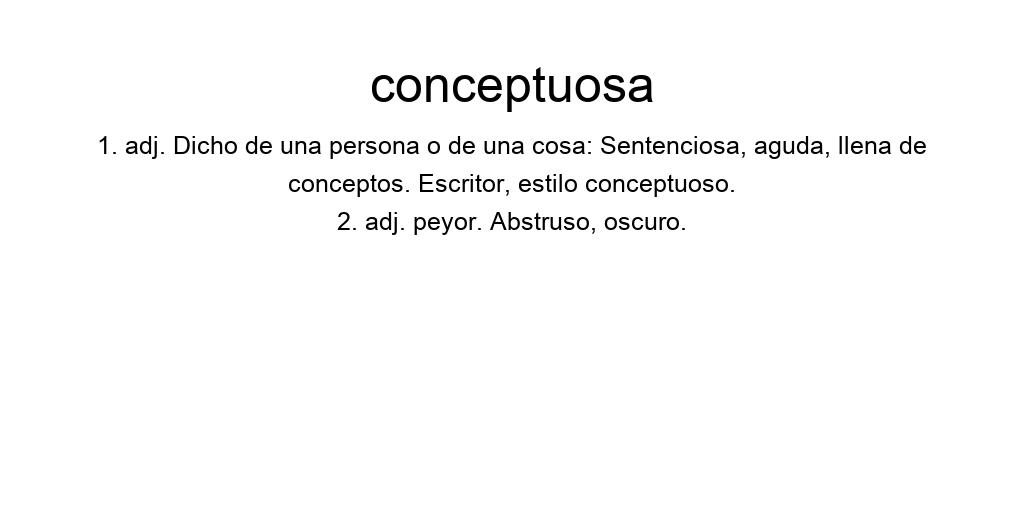 conceptuosa
1. adj. Dicho de una persona o de una cosa: Sentenciosa, aguda, llena de
conceptos. Escritor, estilo conceptuoso.
2. adj. peyor. Abstruso, oscuro.